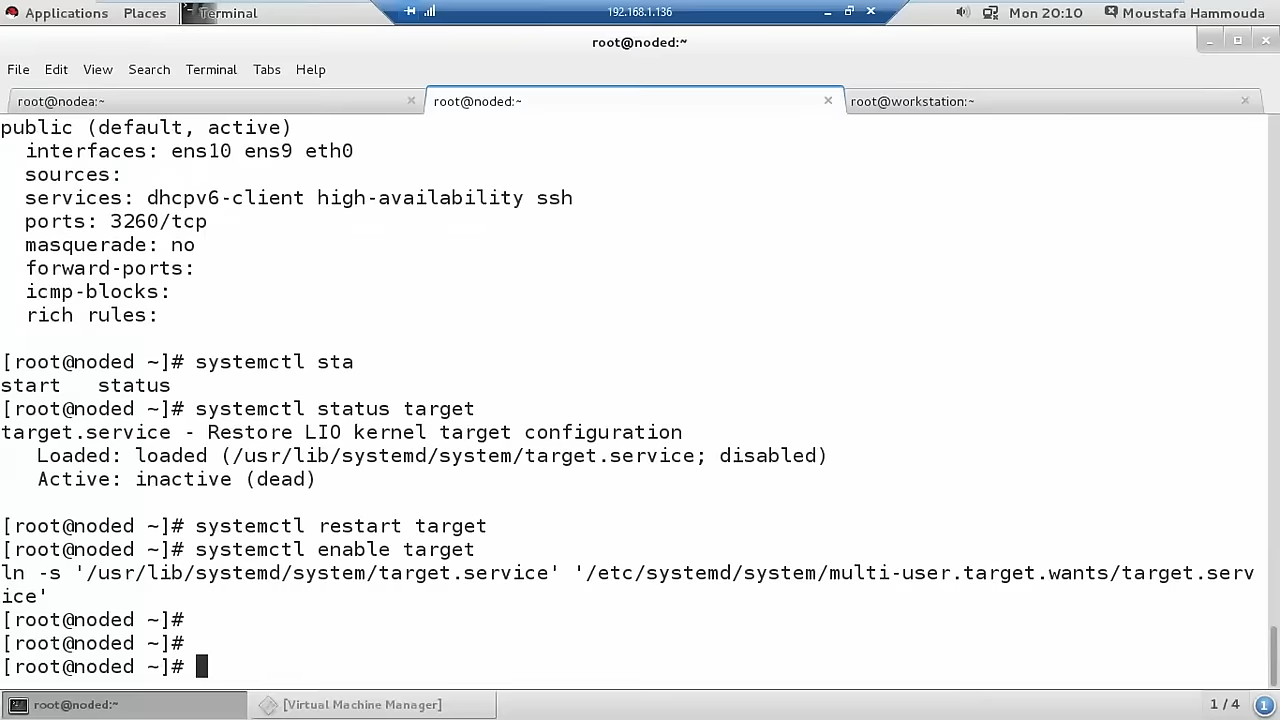 Applications Places Terminal 192.168.1.136 Mon 20:10 Moustafa Hammouda
root@noded:~
File Edit View Search Terminal Tabs Help
root@nodea:~ root@noded:~ root@workstation:~
public (default, active)
  interfaces: ens10 ens9 eth0
  sources:
  services: dhcpv6-client high-availability ssh
  ports: 3260/tcp
  masquerade: no
  forward-ports:
  icmp-blocks:
  rich rules:
[root@noded ~]# systemctl sta
start   status
[root@noded ~]# systemctl status target
target.service - Restore LIO kernel target configuration
   Loaded: loaded (/usr/lib/systemd/system/target.service; disabled)
   Active: inactive (dead)
[root@noded ~]# systemctl restart target
[root@noded ~]# systemctl enable target
ln -s '/usr/lib/systemd/system/target.service' '/etc/systemd/system/multi-user.target.wants/target.serv
ice'
[root@noded ~]#
[root@noded ~]#
[root@noded ~]#
root@noded:~ [Virtual Machine Manager] 1 / 4 1